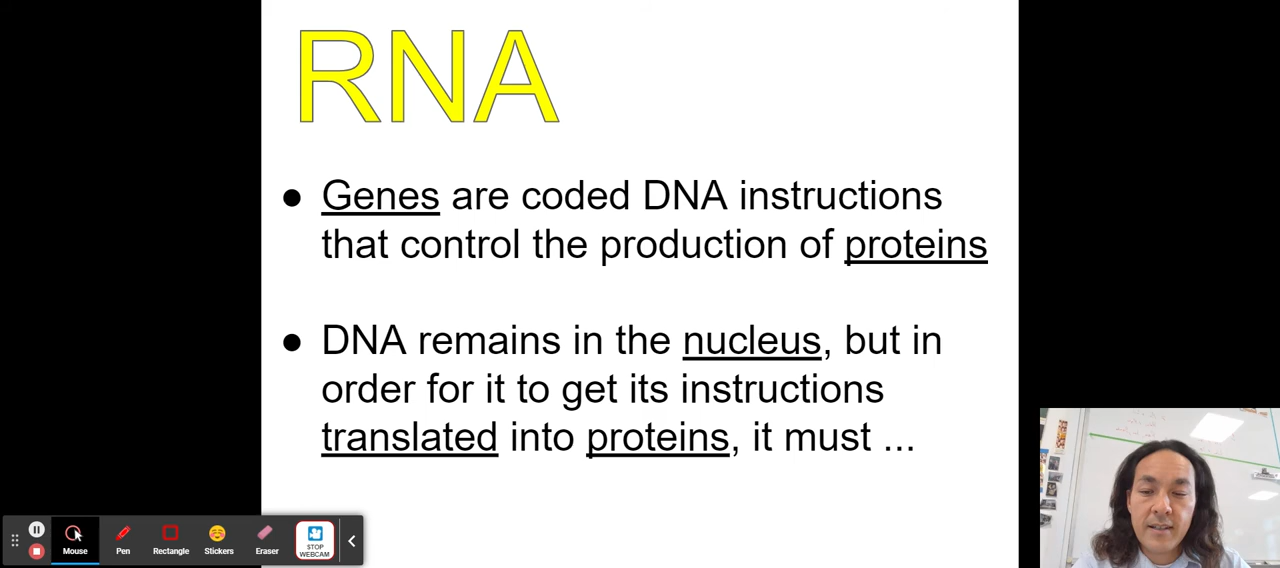 RNA
● Genes are coded DNA instructions
that control the production of proteins
● DNA remains in the nucleus, but in
order for it to get its instructions
translated into proteins, it must ...
Mouse
Pen
Rectangle
Stickers
Eraser
STOP
WEBCAM